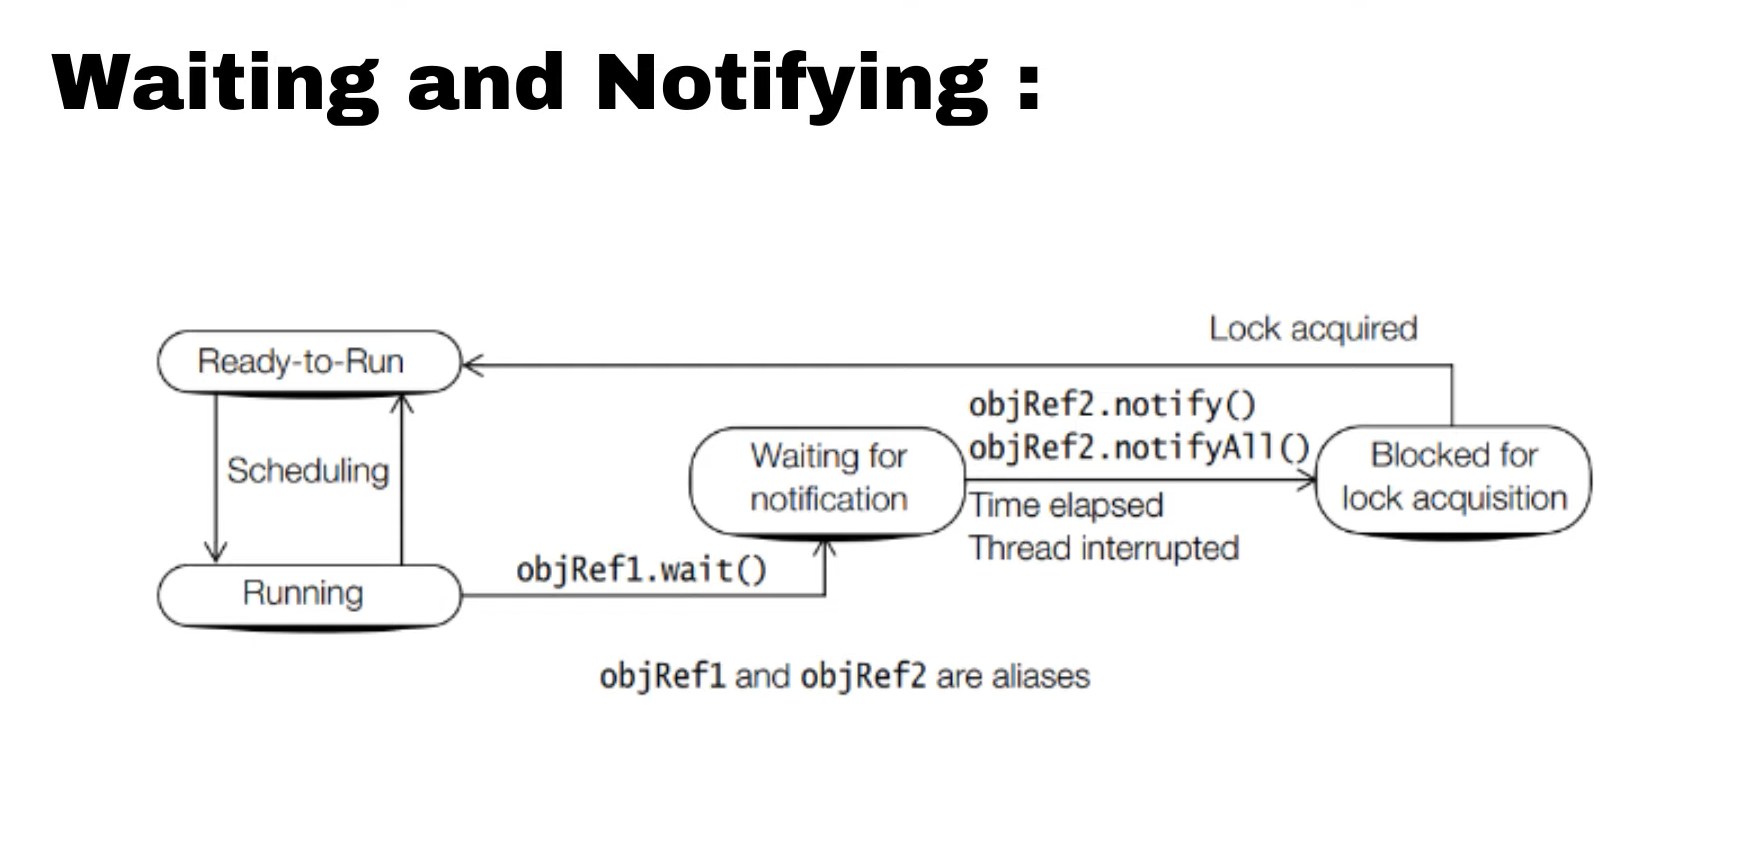 Waiting and Notifying :
Lock acquired
Ready-to-Run
objRef2.notify()
objRef2.notifyAll()
Waiting for
notification
Blocked for
lock acquisition
Scheduling
Time elapsed
Thread interrupted
objRef1.wait()
Running
objRef1 and objRef2 are aliases